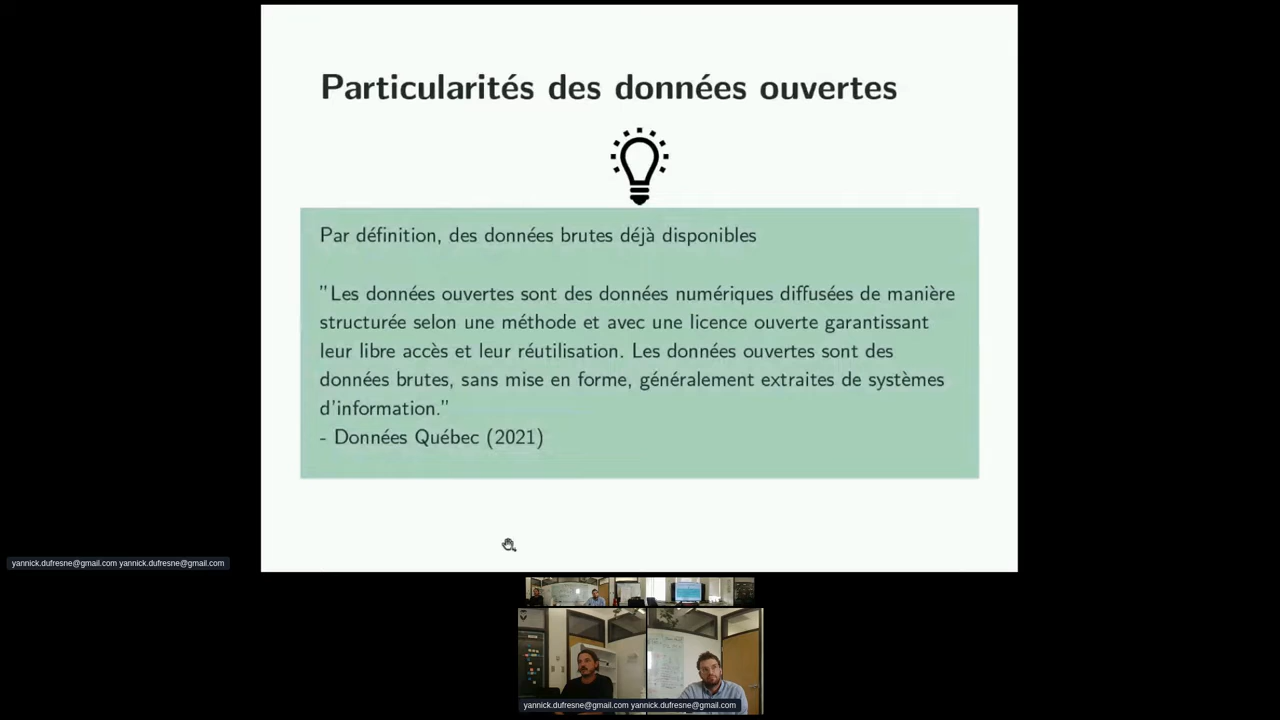 Particularités des données ouvertes
Par définition, des données brutes déjà disponibles
"Les données ouvertes sont des données numériques diffusées de manière
structurée selon une méthode et avec une licence ouverte garantissant
leur libre accès et leur réutilisation. Les données ouvertes sont des
données brutes, sans mise en forme, généralement extraites de systèmes
d'information."
- Données Québec (2021)
yannick.dufresne@gmail.com yannick.dufresne@gmail.com
yannick.dufresne@gmail.com yannick.dufresne@gmail.com